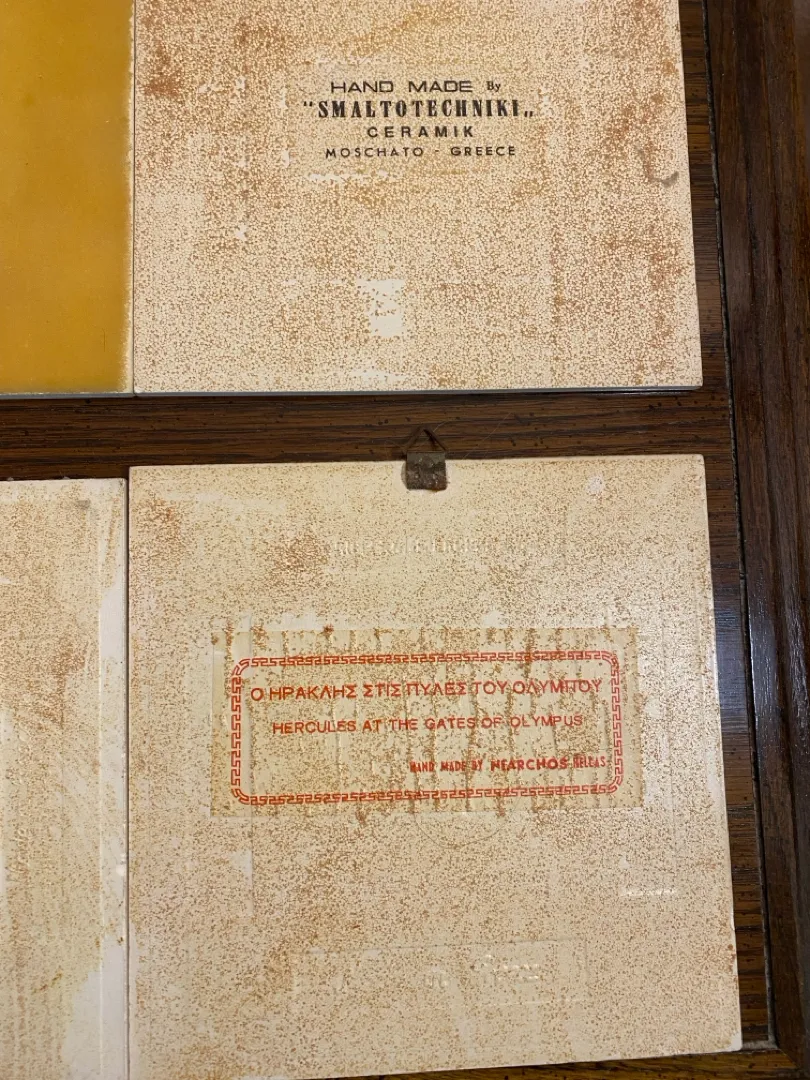 HAND MADE By
"SMALTOTECHNIKI„
CERAMIK
MOSCHATO - GREECE
Ο ΗΡΑΚΛΗΣ ΣΤΙΣ ΠΥΛΕΣ ΤΟΥ ΟΛΥΜΠΟΥ
HERCULES AT THE GATES OF OLYMPUS
HAND MADE BY NEARCHOS